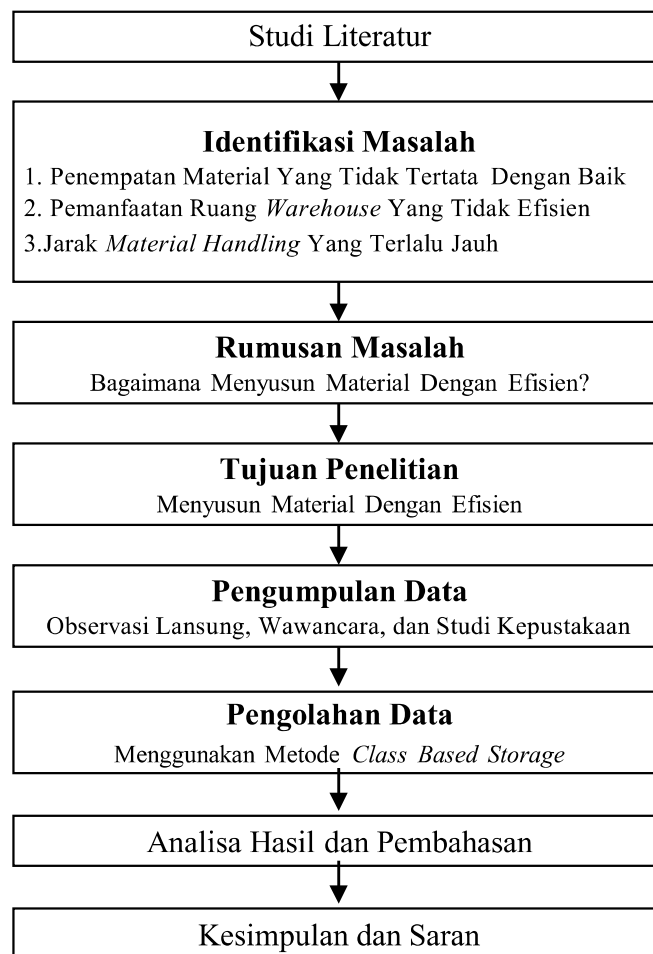 Studi Literatur
Identifikasi Masalah
1. Penempatan Material Yang Tidak Tertata Dengan Baik
2. Pemanfaatan Ruang Warehouse Yang Tidak Efisien
3.Jarak Material Handling Yang Terlalu Jauh
Rumusan Masalah
Bagaimana Menyusun Material Dengan Efisien?
Tujuan Penelitian
Menyusun Material Dengan Efisien
Pengumpulan Data
Observasi Lansung, Wawancara, dan Studi Kepustakaan
Pengolahan Data
Menggunakan Metode Class Based Storage
Analisa Hasil dan Pembahasan
Kesimpulan dan Saran